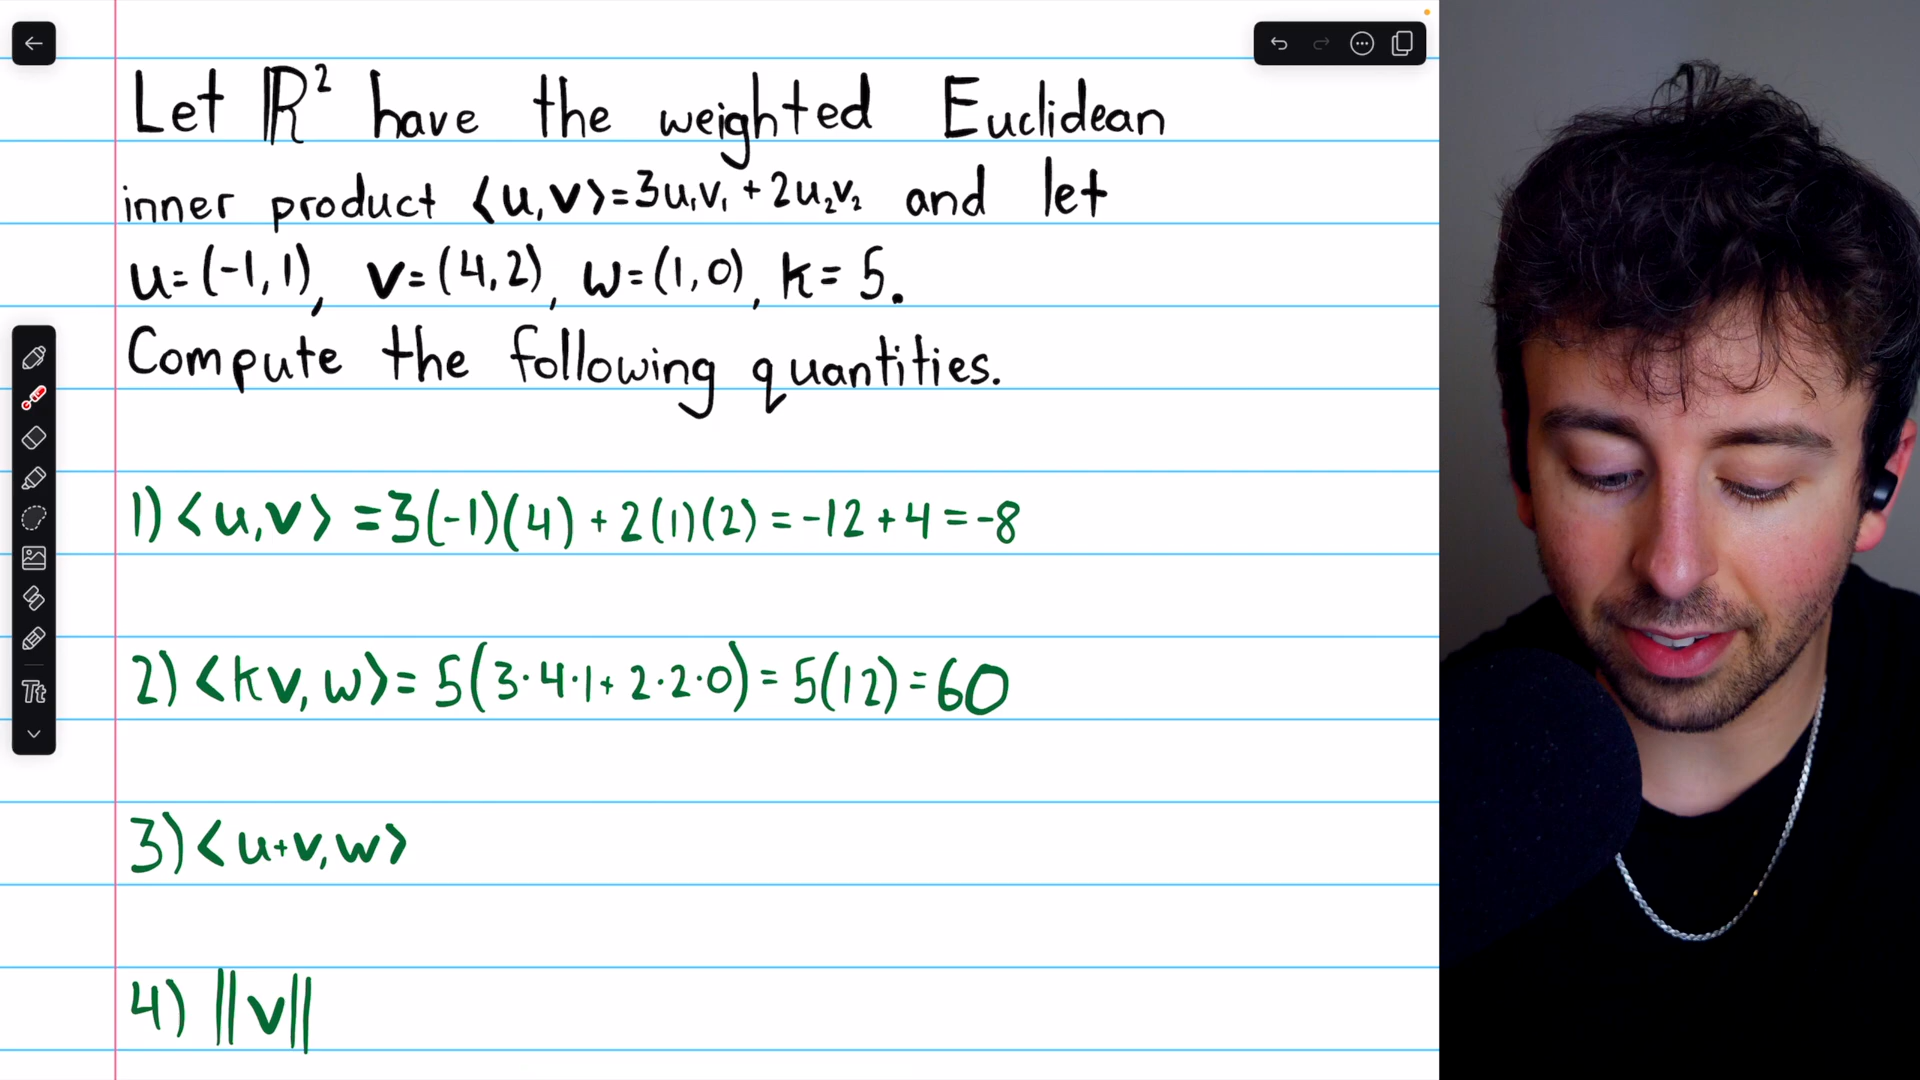 Let ℝ² have the weighted Euclidean
inner product ⟨u,v⟩=3u₁v₁ + 2u₂v₂ and let
u=(-1,1), v=(4,2), w=(1,0), k=5.
Compute the following quantities.
1) ⟨u,v⟩ = 3(-1)(4) + 2(1)(2) = -12 + 4 = -8
2) ⟨kv,w⟩ = 5(3·4·1 + 2·2·0) = 5(12) = 60
3) ⟨u+v,w⟩
4) ||v||
Tt